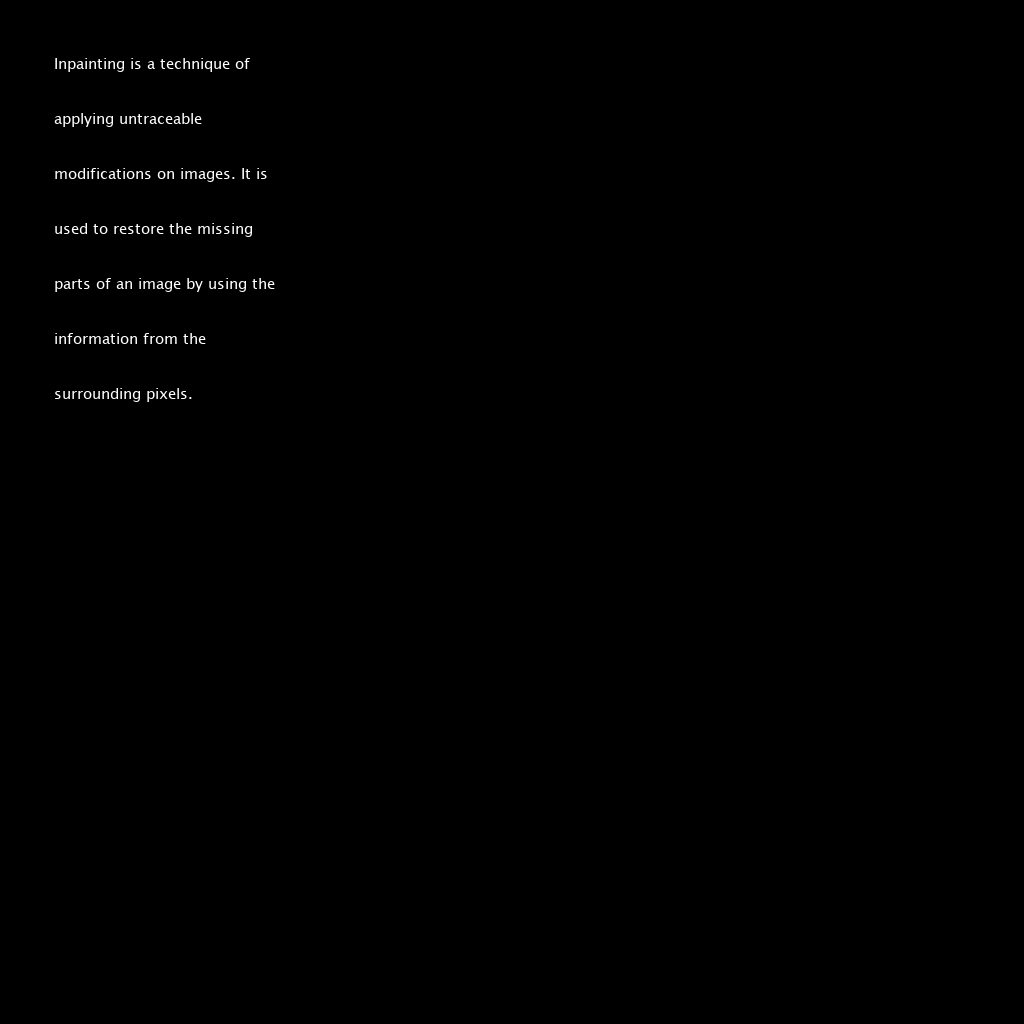 Inpainting is a technique of
applying untraceable
modifications on images. It is
used to restore the missing
parts of an image by using the
information from the
surrounding pixels.